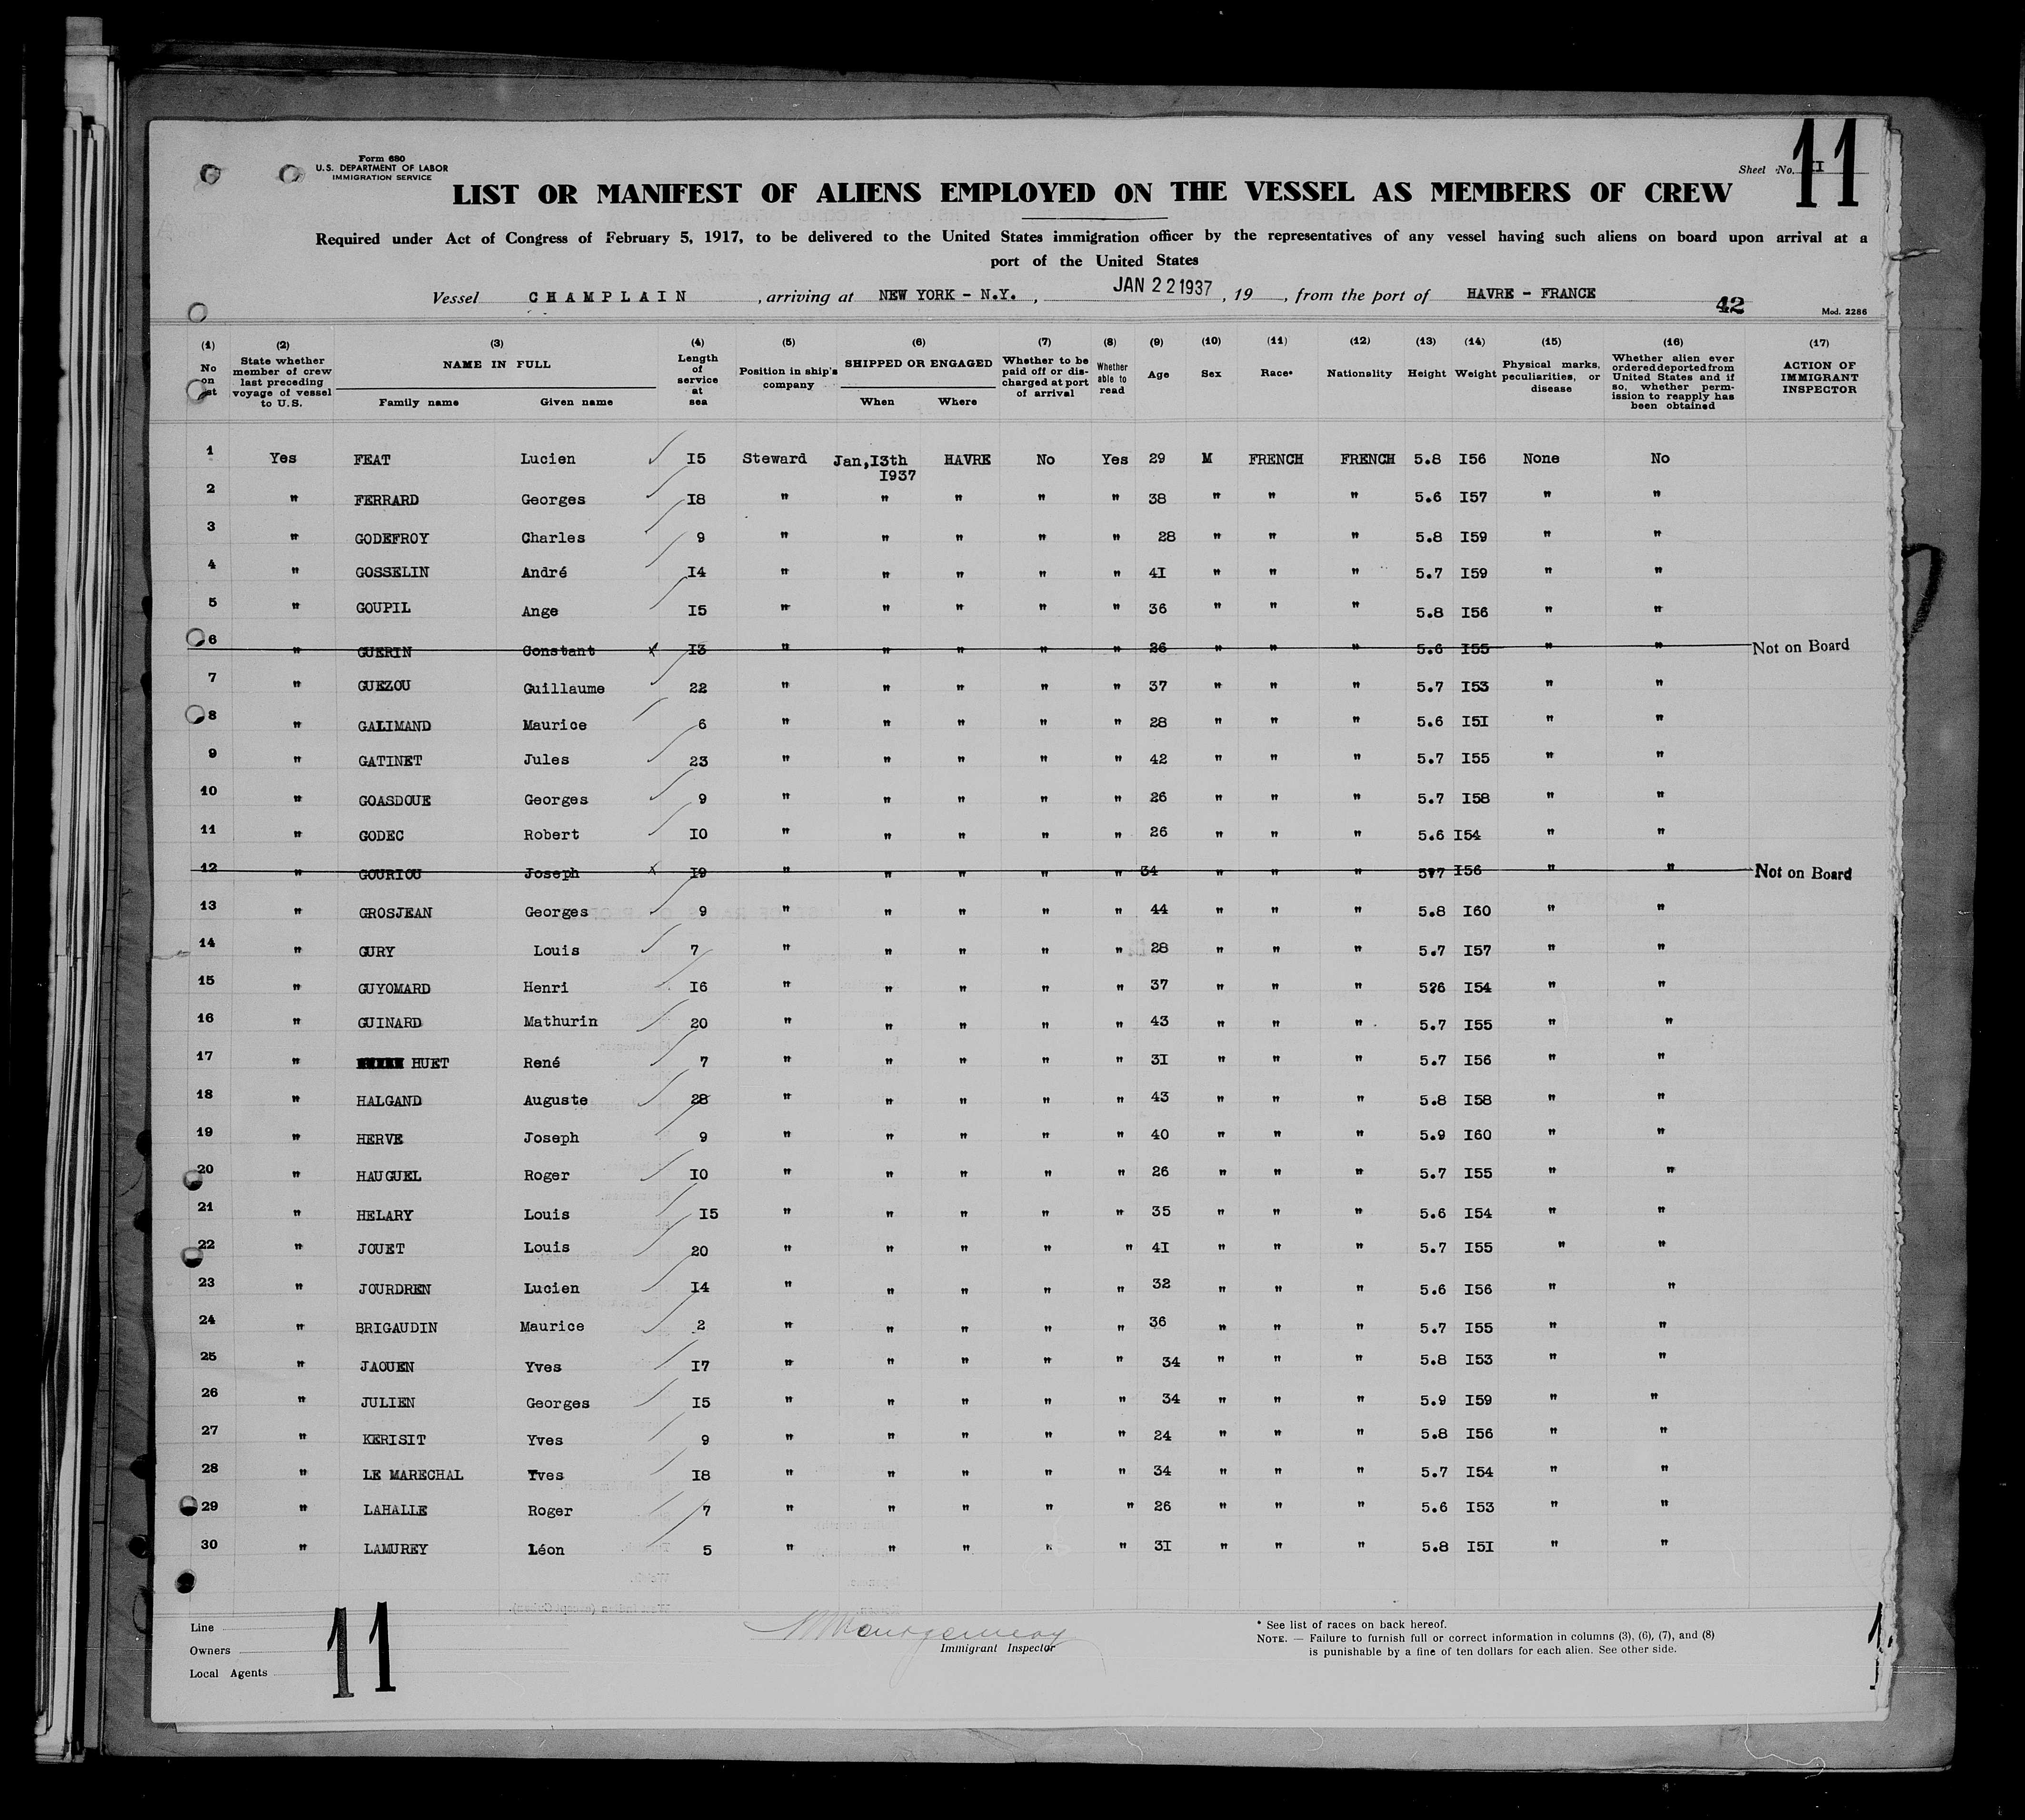 Form 680
U.S. DEPARTMENT OF LABOR
IMMIGRATION SERVICE
Sheet No. II
11
LIST OR MANIFEST OF ALIENS EMPLOYED ON THE VESSEL AS MEMBERS OF CREW
Required under Act of Congress of February 5, 1917, to be delivered to the United States immigration officer by the representatives of any vessel having such aliens on board upon arrival at a
port of the United States
Vessel CHAMPLAIN , arriving at NEW YORK - N.Y. , JAN 22 1937 , 19 , from the port of HAVRE - FRANCE
42
Mod. 2286
(1) No on st (2) State whether member of crew last preceding voyage of vessel to U.S. (3) NAME IN FULL Family name Given name (4) Length of service at sea (5) Position in ship's company (6) SHIPPED OR ENGAGED When Where (7) Whether to be paid off or discharged at port of arrival (8) Whether able to read (9) Age (10) Sex (11) Race* (12) Nationality (13) Height (14) Weight (15) Physical marks, peculiarities, or disease (16) Whether alien ever ordered deported from United States and if so, whether permission to reapply has been obtained (17) ACTION OF IMMIGRANT INSPECTOR
1 Yes FEAT Lucien I5 Steward Jan,I3th I937 HAVRE No Yes 29 M FRENCH FRENCH 5.8 I56 None No
2 " FERRARD Georges I8 " " " " " 38 " " " 5.6 I57 " "
3 " GODEFROY Charles 9 " " " " " 28 " " " 5.8 I59 " "
4 " GOSSELIN André I4 " " " " " 4I " " " 5.7 I59 " "
5 " GOUPIL Ange I5 " " " " " 36 " " " 5.8 I56 " "
6 " GUERIN Constant x I3 " " " " " 26 " " " 5.6 I55 " " Not on Board
7 " GUEZOU Guillaume 22 " " " " " 37 " " " 5.7 I53 " "
8 " GALIMAND Maurice 6 " " " " " 28 " " " 5.6 I5I " "
9 " GATINET Jules 23 " " " " " 42 " " " 5.7 I55 " "
10 " GOASDOUE Georges 9 " " " " " 26 " " " 5.7 I58 " "
11 " GODEC Robert IO " " " " " 26 " " " 5.6 I54 " "
12 " GOURIOU Joseph x I9 " " " " " 34 " " " 5"7 I56 " " Not on Board
13 " GROSJEAN Georges 9 " " " " " 44 " " " 5.8 I60 " "
14 " GURY Louis 7 " " " " " 28 " " " 5.7 I57 " "
15 " GUYOMARD Henri I6 " " " " " 37 " " " 5?6 I54 " "
16 " GUINARD Mathurin 20 " " " " " 43 " " " 5.7 I55 " "
17 " HUET René 7 " " " " " 3I " " " 5.7 I56 " "
18 " HALGAND Auguste 28 " " " " " 43 " " " 5.8 I58 " "
19 " HERVE Joseph 9 " " " " " 40 " " " 5.9 I60 " "
20 " HAUGUEL Roger IO " " " " " 26 " " " 5.7 I55 " "
21 " HELARY Louis I5 " " " " " 35 " " " 5.6 I54 " "
22 " JOUET Louis 20 " " " " " 4I " " " 5.7 I55 " "
23 " JOURDREN Lucien I4 " " " " " 32 " " " 5.6 I56 " "
24 " BRIGAUDIN Maurice 2 " " " " " 36 " " " 5.7 I55 " "
25 " JAOUEN Yves I7 " " " " " 34 " " " 5.8 I53 " "
26 " JULIEN Georges I5 " " " " " 34 " " " 5.9 I59 " "
27 " KERISIT Yves 9 " " " " " 24 " " " 5.8 I56 " "
28 " LE MARECHAL Yves I8 " " " " " 34 " " " 5.7 I54 " "
29 " LAHALLE Roger 7 " " " " " 26 " " " 5.6 I53 " "
30 " LAMUREY Léon 5 " " " " " 3I " " " 5.8 I5I " "
Line
Owners
Local Agents
11
Montgomery
Immigrant Inspector
* See list of races on back hereof.
NOTE. — Failure to furnish full or correct information in columns (3), (6), (7), and (8)
is punishable by a fine of ten dollars for each alien. See other side.